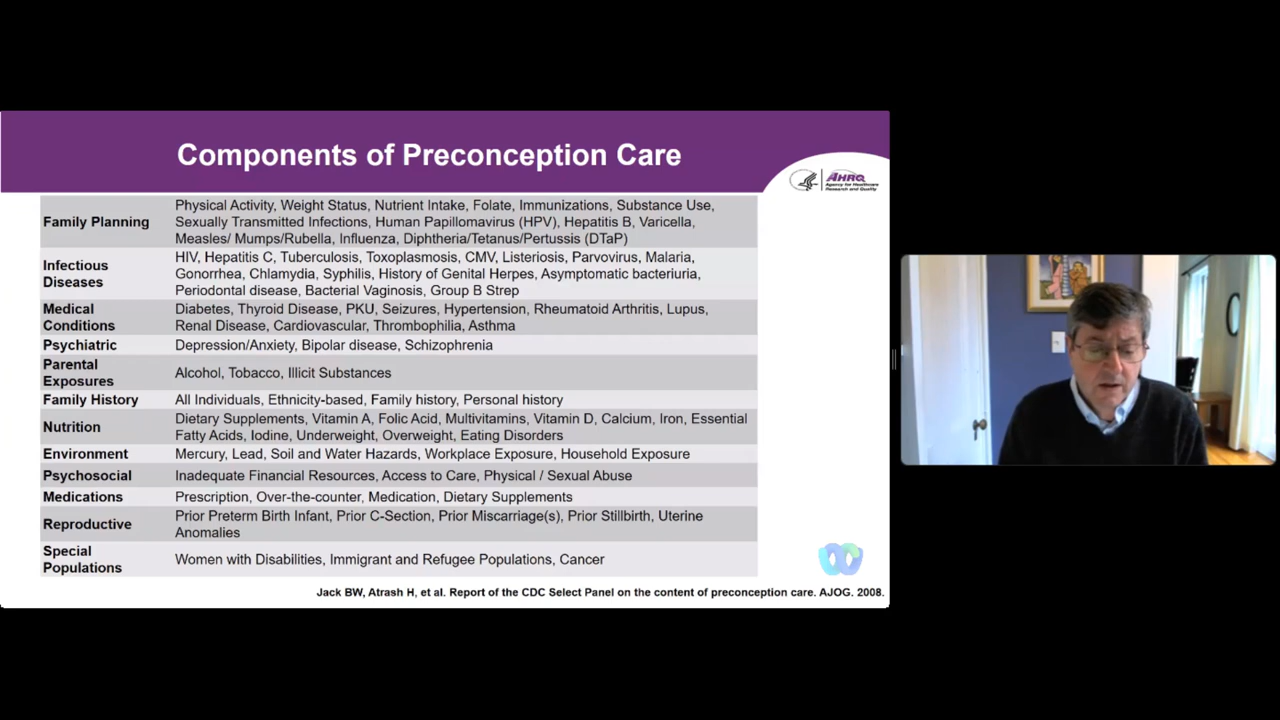 Components of Preconception Care
AHRQ
Agency for Healthcare
Research and Quality
Family Planning
Physical Activity, Weight Status, Nutrient Intake, Folate, Immunizations, Substance Use,
Sexually Transmitted Infections, Human Papillomavirus (HPV), Hepatitis B, Varicella,
Measles/ Mumps/Rubella, Influenza, Diphtheria/Tetanus/Pertussis (DTaP)
Infectious
Diseases
HIV, Hepatitis C, Tuberculosis, Toxoplasmosis, CMV, Listeriosis, Parvovirus, Malaria,
Gonorrhea, Chlamydia, Syphilis, History of Genital Herpes, Asymptomatic bacteriuria,
Periodontal disease, Bacterial Vaginosis, Group B Strep
Medical
Conditions
Diabetes, Thyroid Disease, PKU, Seizures, Hypertension, Rheumatoid Arthritis, Lupus,
Renal Disease, Cardiovascular, Thrombophilia, Asthma
Psychiatric
Depression/Anxiety, Bipolar disease, Schizophrenia
Parental
Exposures
Alcohol, Tobacco, Illicit Substances
Family History
All Individuals, Ethnicity-based, Family history, Personal history
Nutrition
Dietary Supplements, Vitamin A, Folic Acid, Multivitamins, Vitamin D, Calcium, Iron, Essential
Fatty Acids, Iodine, Underweight, Overweight, Eating Disorders
Environment
Mercury, Lead, Soil and Water Hazards, Workplace Exposure, Household Exposure
Psychosocial
Inadequate Financial Resources, Access to Care, Physical / Sexual Abuse
Medications
Prescription, Over-the-counter, Medication, Dietary Supplements
Reproductive
Prior Preterm Birth Infant, Prior C-Section, Prior Miscarriage(s), Prior Stillbirth, Uterine
Anomalies
Special
Populations
Women with Disabilities, Immigrant and Refugee Populations, Cancer
Jack BW, Atrash H, et al. Report of the CDC Select Panel on the content of preconception care. AJOG. 2008.